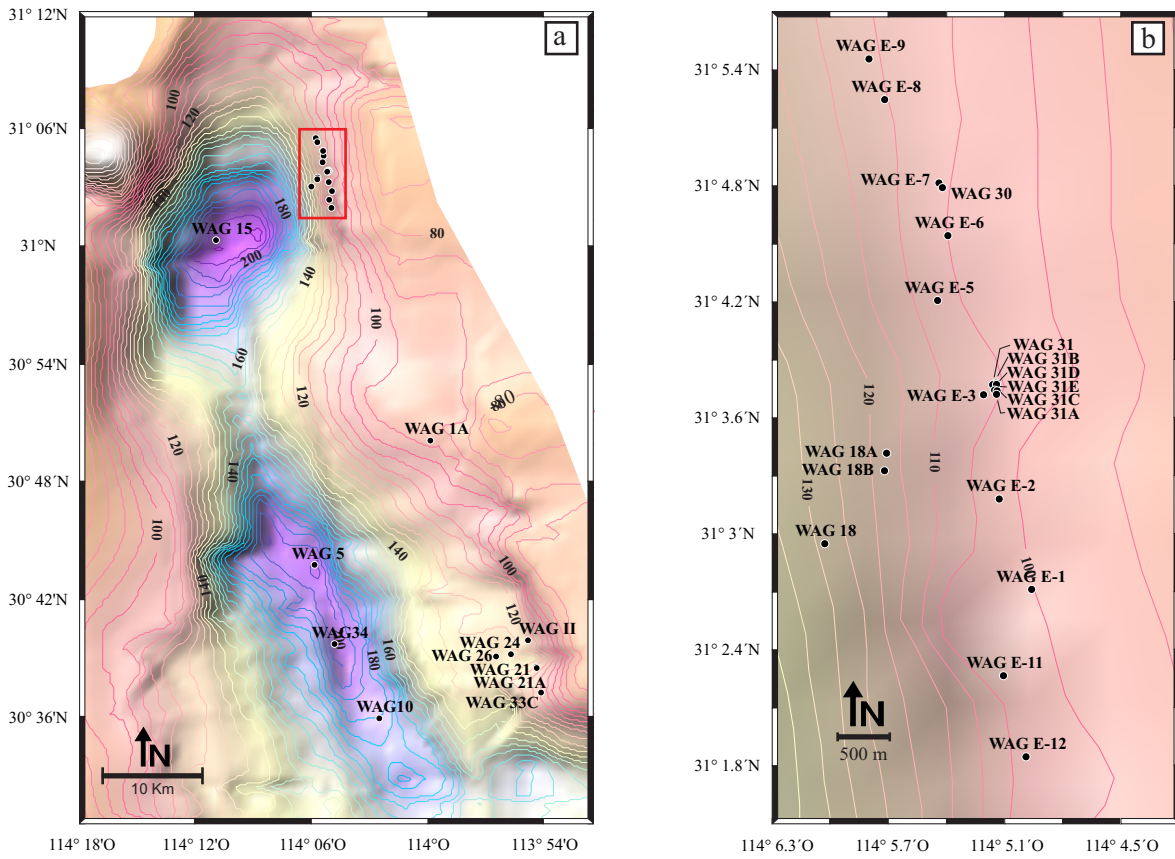 31° 12'N
31° 06'N
31° N
30° 54'N
30° 48'N
30° 42'N
30° 36'N
114° 18'O
114° 12'O
114° 06'O
114°O
113° 54'O
a
100
120
180
WAG 15
200
140
80
100
160
120
80
WAG 1A
120
140
100
WAG 5
140
110
100
120
WAG II
WAG34
WAG 24
160
WAG 26
180
WAG 21
WAG 21A
WAG 33C
WAG10
N
10 Km
b
31° 5.4'N
31° 4.8'N
31° 4.2'N
31° 3.6'N
31° 3'N
31° 2.4'N
31° 1.8'N
114° 6.3'O
114° 5.7'O
114° 5.1'O
114° 4.5'O
WAG E-9
WAG E-8
WAG E-7
WAG 30
WAG E-6
WAG E-5
WAG 31
WAG 31B
WAG 31D
WAG 31E
WAG E-3
WAG 31C
WAG 31A
120
WAG 18A
110
WAG 18B
130
WAG E-2
WAG 18
100
WAG E-1
WAG E-11
N
500 m
WAG E-12